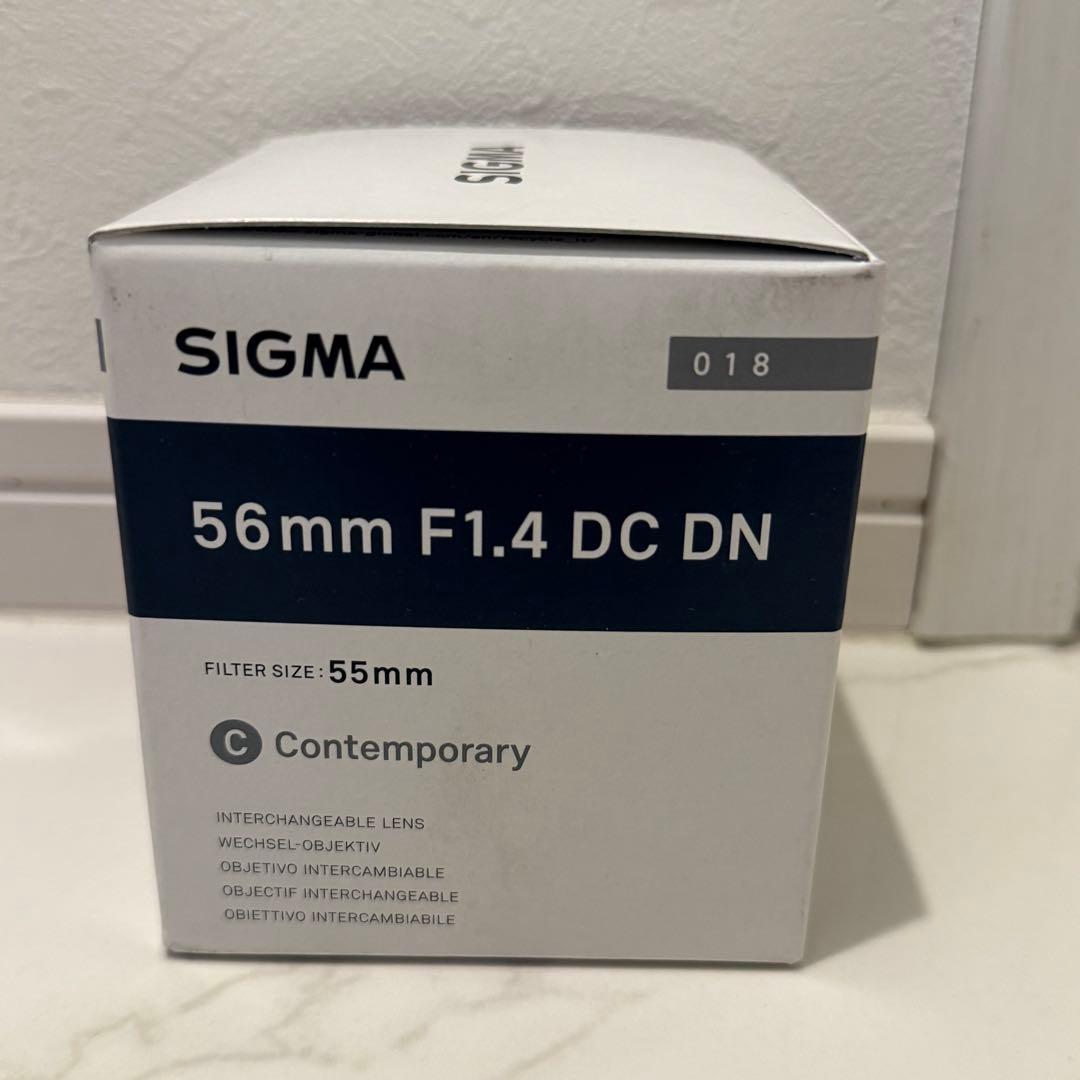 SIGMA
SIGMA
018
56mm F1.4 DC DN
FILTER SIZE: 55mm
C Contemporary
INTERCHANGEABLE LENS
WECHSEL-OBJEKTIV
OBJETIVO INTERCAMBIABLE
OBJECTIF INTERCHANGEABLE
OBIETTIVO INTERCAMBIABILE